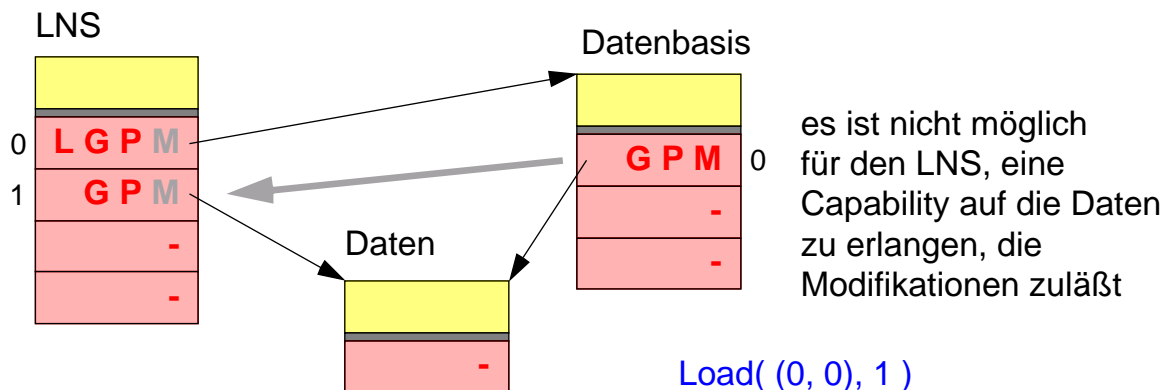 LNS
Datenbasis
0 L G P M
G P M 0
1 G P M
-
-
-
-
Daten
-
es ist nicht möglich
für den LNS, eine
Capability auf die Daten
zu erlangen, die
Modifikationen zuläßt
Load( (0, 0), 1 )